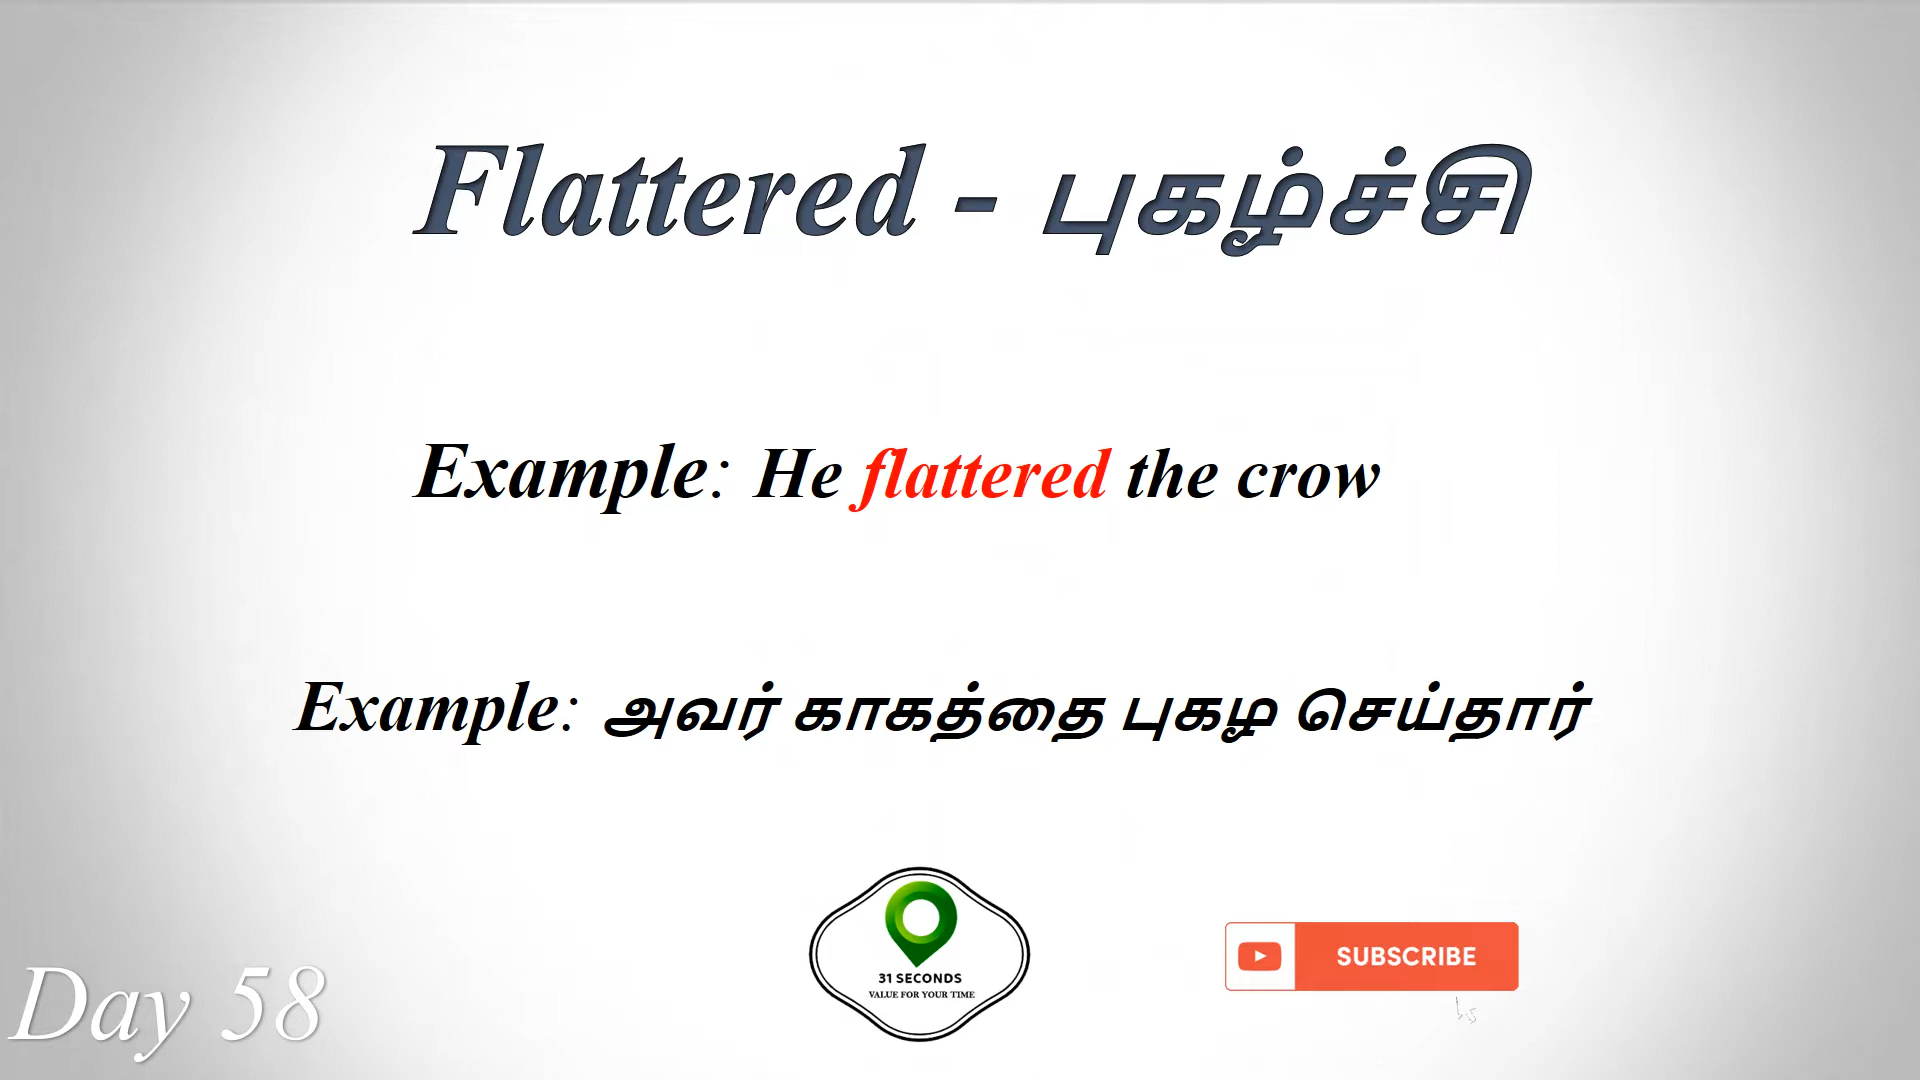 Flattered - புகழ்ச்சி
Example: He flattered the crow
Example: அவர் காகத்தை புகழ செய்தார்
31 SECONDS
VALUE FOR YOUR TIME
SUBSCRIBE
Day 58